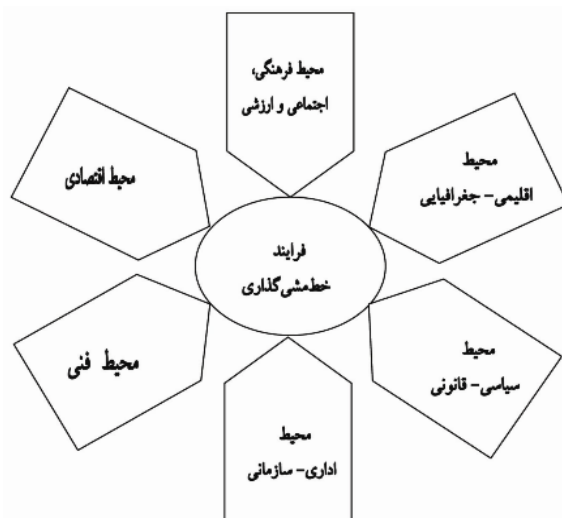 محیط فرهنگی،
اجتماعی و ارزشی
محیط
اقلیمی- جغرافیایی
محیط اقتصادی
فرایند
خط‌مشی‌گذاری
محیط
سیاسی- قانونی
محیط فنی
محیط
اداری- سازمانی